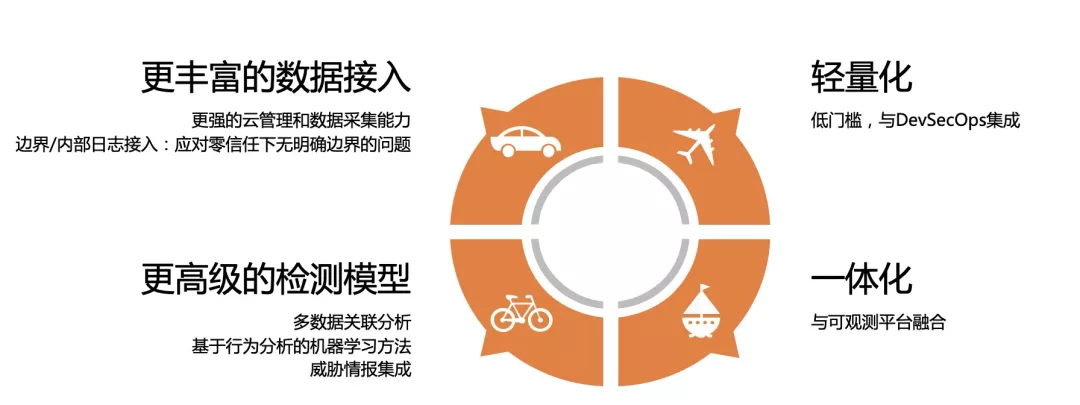 更丰富的数据接入
更强的云管理和数据采集能力
边界/内部日志接入：应对零信任下无明确边界的问题
轻量化
低门槛，与DevSecOps集成
更高级的检测模型
多数据关联分析
基于行为分析的机器学习方法
威胁情报集成
一体化
与可观测平台融合